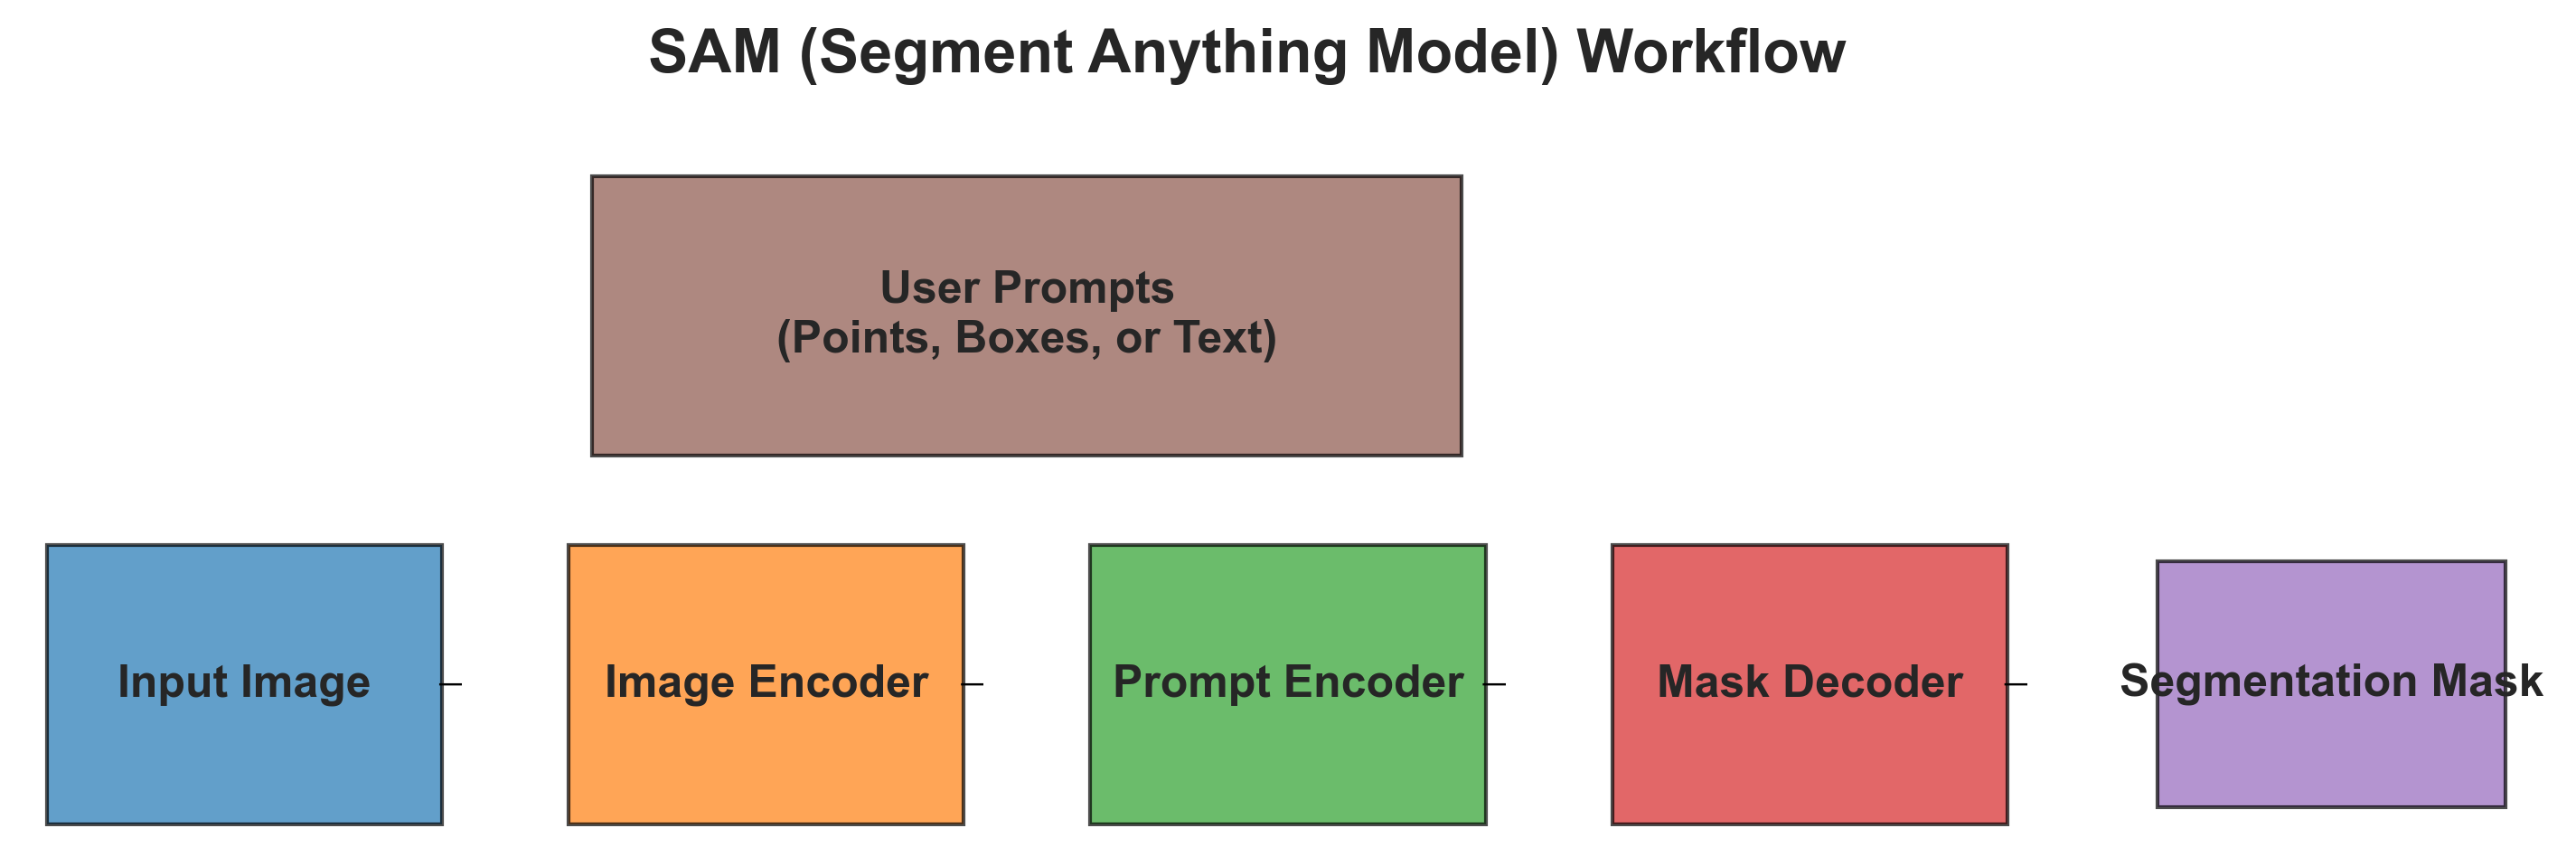 SAM (Segment Anything Model) Workflow
User Prompts
(Points, Boxes, or Text)
Input Image
Image Encoder
Prompt Encoder
Mask Decoder
Segmentation Mask